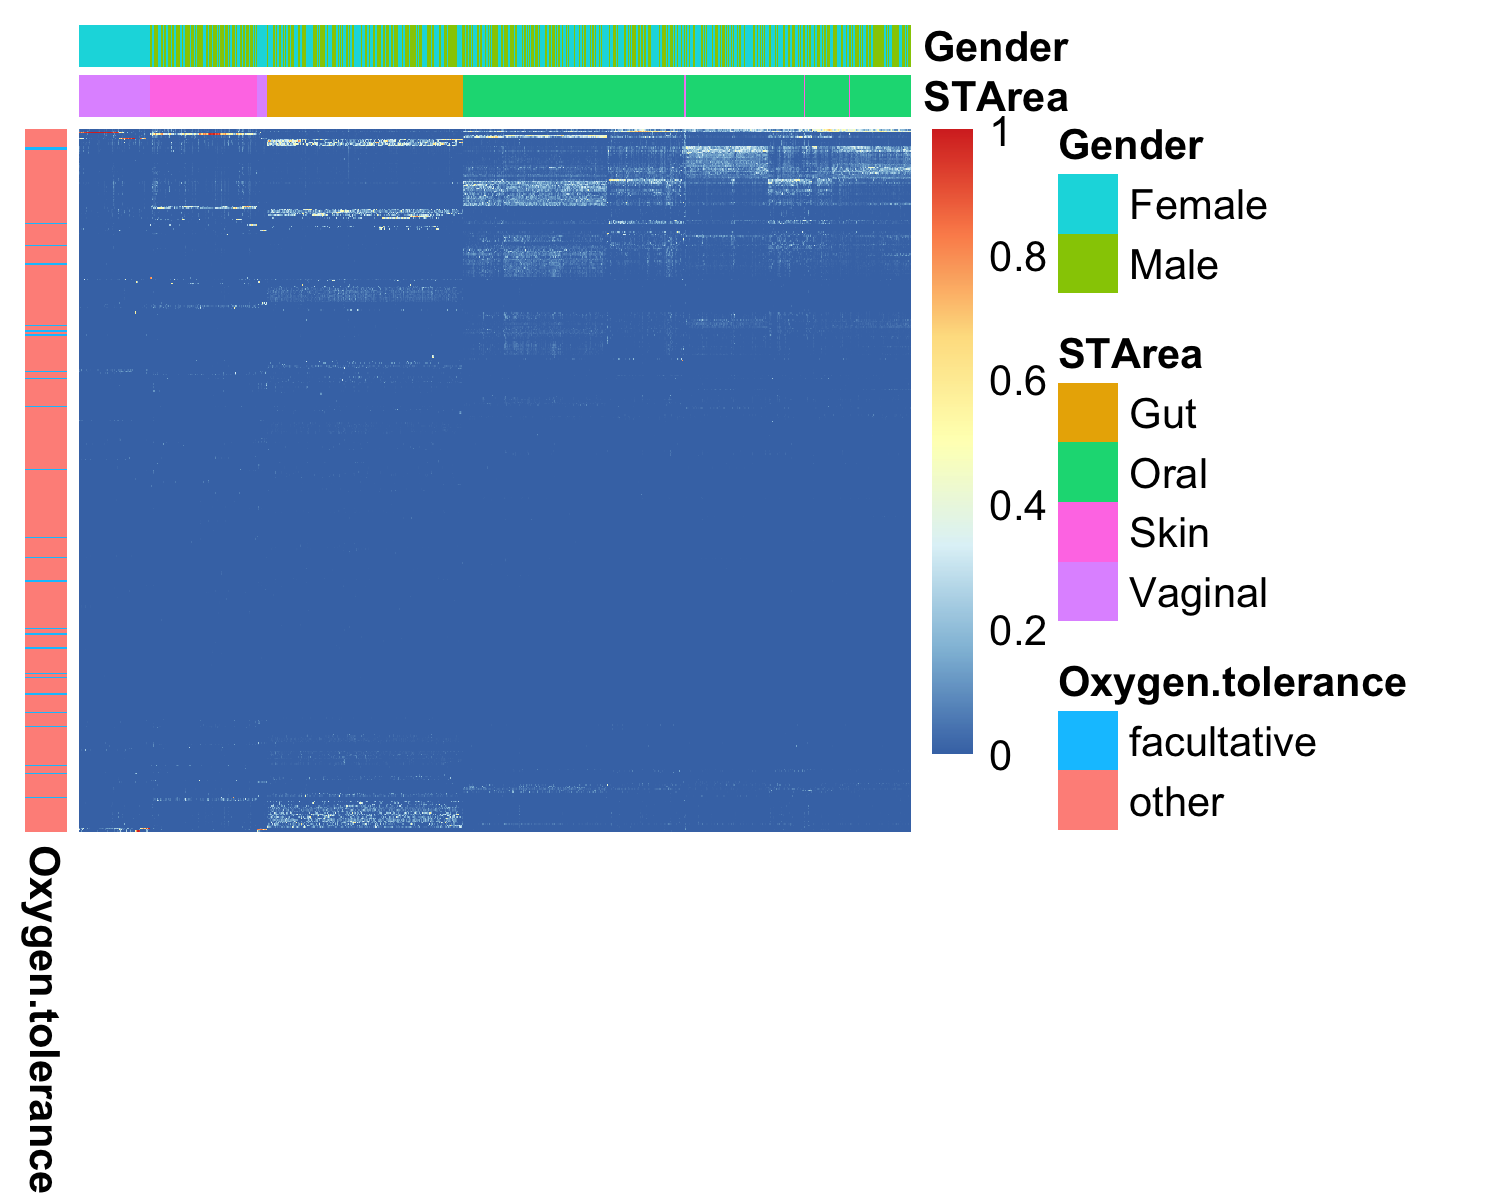 Gender
STArea
1
0.8
0.6
0.4
0.2
0
Gender
Female
Male
STArea
Gut
Oral
Skin
Vaginal
Oxygen.tolerance
facultative
other
Oxygen.tolerance